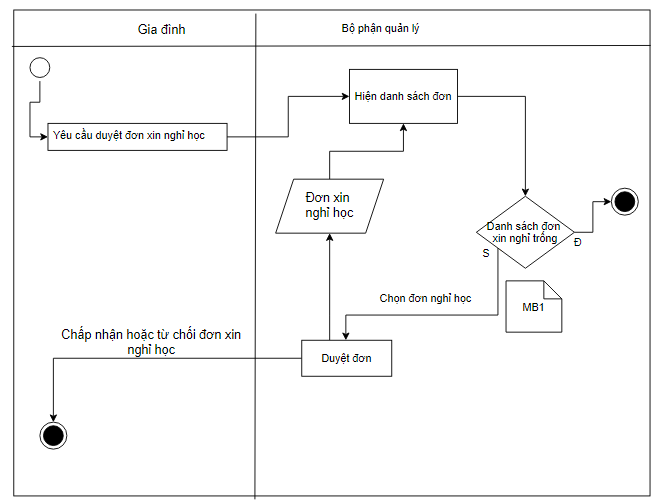 Gia đình
Bộ phận quản lý
Hiện danh sách đơn
Yêu cầu duyệt đơn xin nghỉ học
Đơn xin
nghỉ học
Danh sách đơn
xin nghỉ trống
S
Đ
Chọn đơn nghỉ học
MB1
Chấp nhận hoặc từ chối đơn xin
nghỉ học
Duyệt đơn